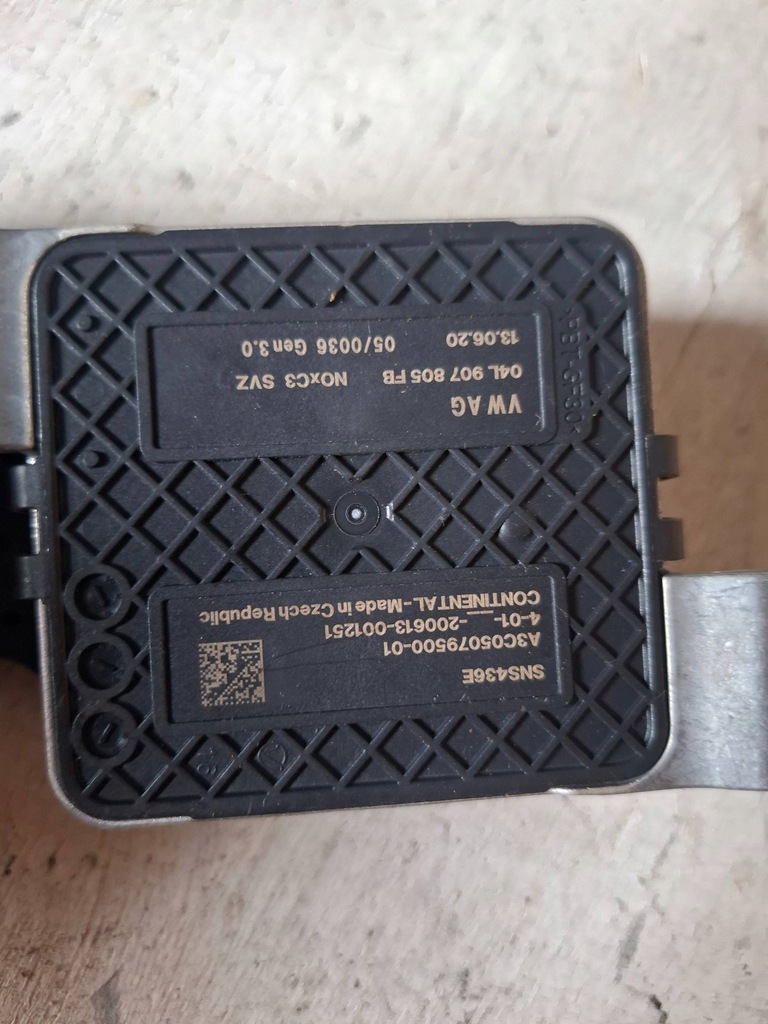 SNS436E
A3C05079500-01
4-01-__-200613-001251
CONTINENTAL-Made in Czech Republic
VW AG
04L 907 805 FB NOxC3 SVZ
13.06.20 05/0036 Gen 3.0